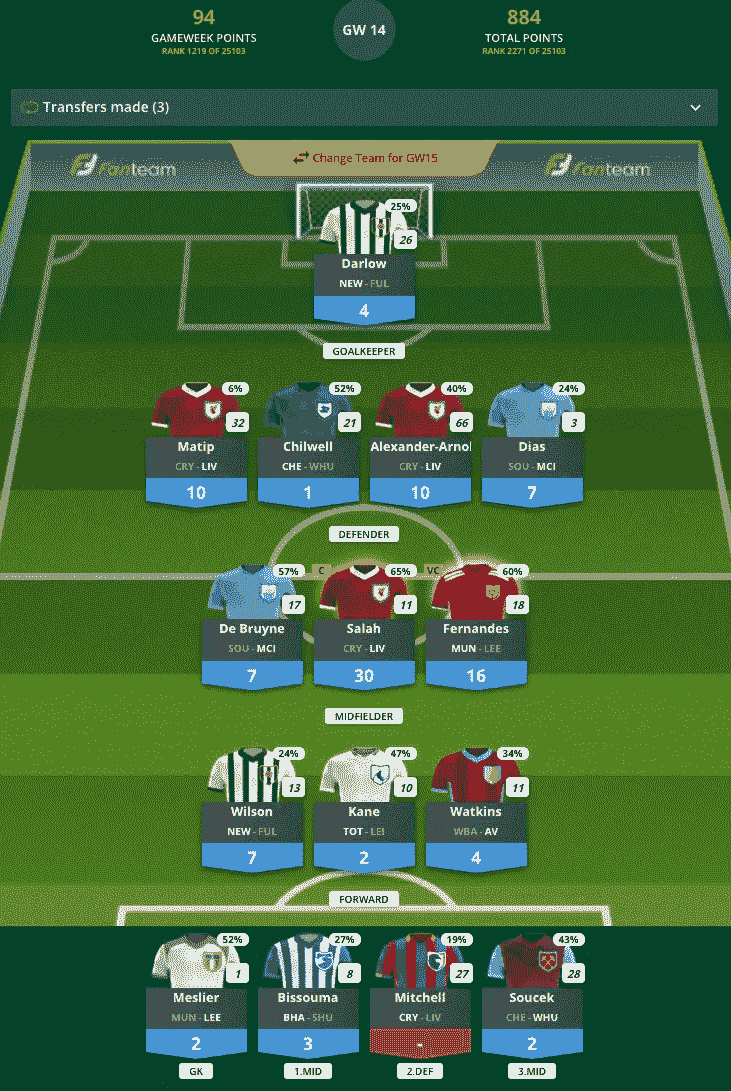 94
GAMEWEEK POINTS
RANK 1219 OF 25103
GW 14
884
TOTAL POINTS
RANK 2271 OF 25103
Transfers made (3)
fanteam
Change Team for GW15
fanteam
25%
26
Darlow
NEW - FUL
4
GOALKEEPER
6%
32
Matip
CRY - LIV
10
52%
21
Chilwell
CHE - WHU
1
40%
66
Alexander-Arnol
CRY - LIV
10
24%
3
Dias
SOU - MCI
7
DEFENDER
57%
17
De Bruyne
SOU - MCI
7
C
65%
11
Salah
CRY - LIV
30
VC
60%
18
Fernandes
MUN - LEE
16
MIDFIELDER
24%
13
Wilson
NEW - FUL
7
47%
10
Kane
TOT - LEI
2
34%
11
Watkins
WBA - AV
4
FORWARD
52%
1
Meslier
MUN - LEE
2
GK
27%
8
Bissouma
BHA - SHU
3
1.MID
19%
27
Mitchell
CRY - LIV
-
2.DEF
43%
28
Soucek
CHE - WHU
2
3.MID